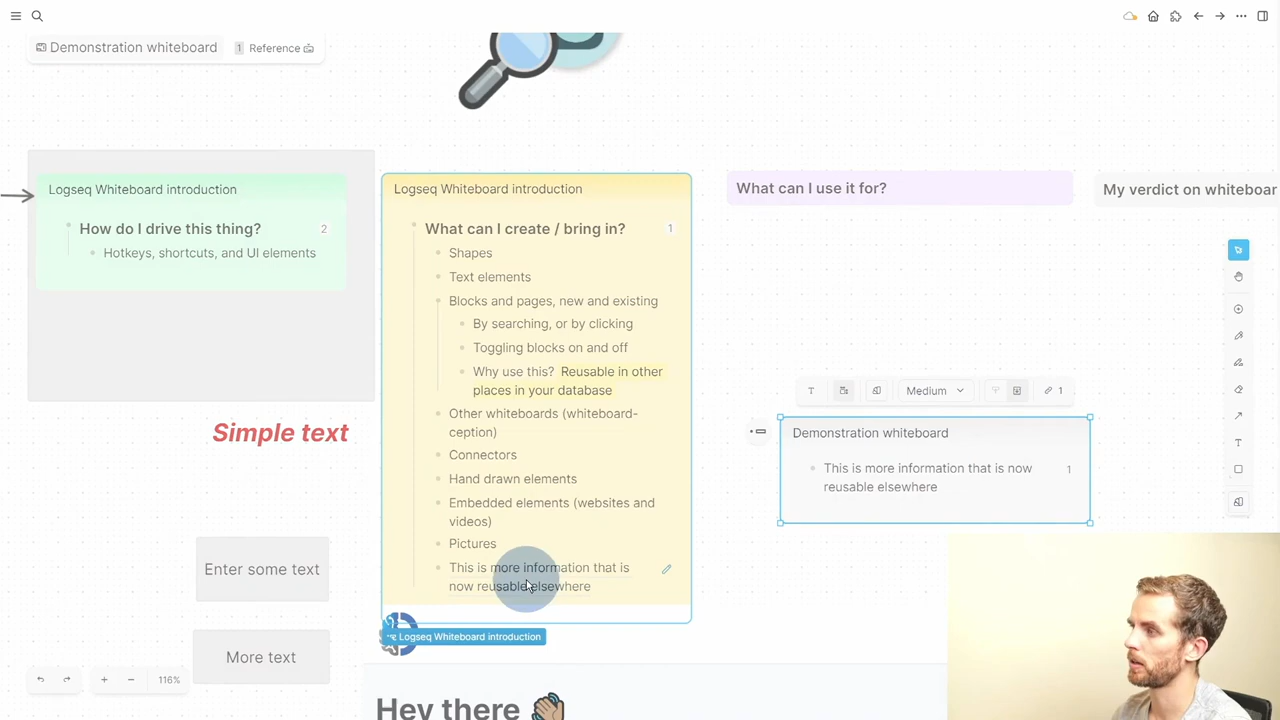 Demonstration whiteboard
1 Reference
Logseq Whiteboard introduction
How do I drive this thing? 2
Hotkeys, shortcuts, and UI elements
Simple text
Enter some text
More text
116%
Logseq Whiteboard introduction
What can I create / bring in? 1
Shapes
Text elements
Blocks and pages, new and existing
By searching, or by clicking
Toggling blocks on and off
Why use this? Reusable in other
places in your database
Other whiteboards (whiteboard-
ception)
Connectors
Hand drawn elements
Embedded elements (websites and
videos)
Pictures
This is more information that is
now reusable elsewhere
Logseq Whiteboard introduction
Hey there
What can I use it for?
My verdict on whiteboar
T
Medium
1
Demonstration whiteboard
This is more information that is now 1
reusable elsewhere
T